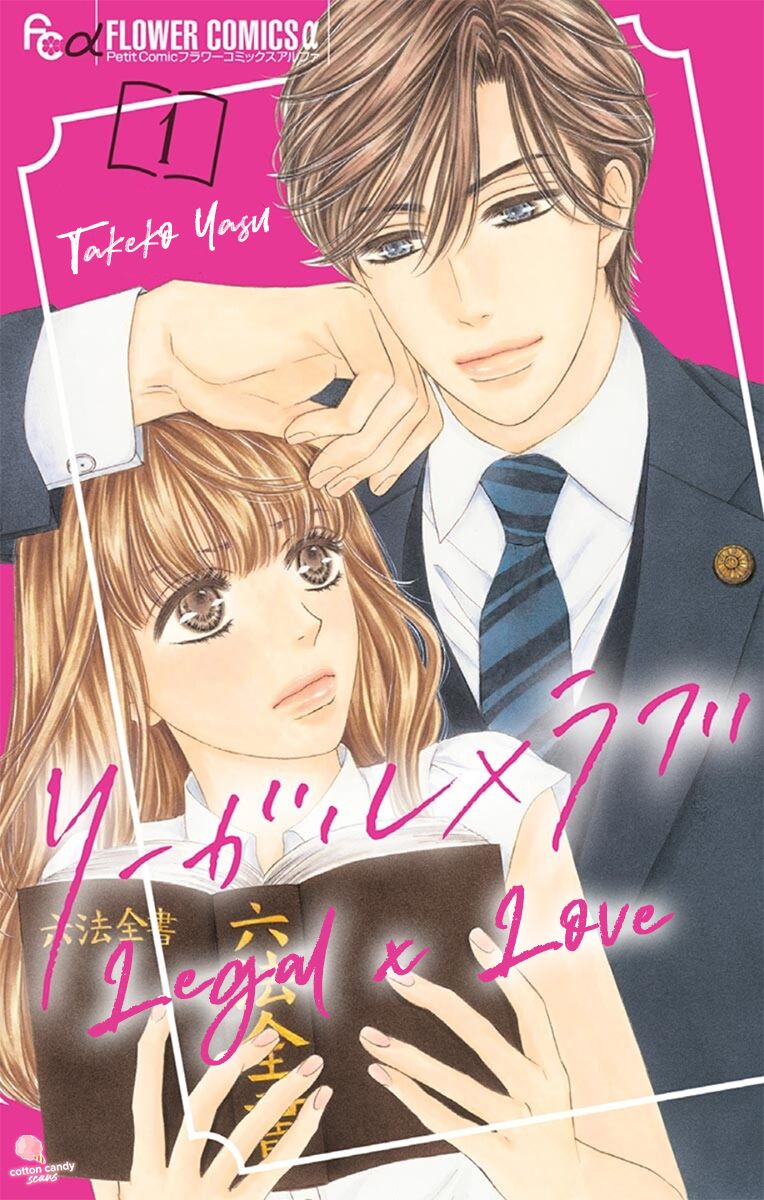 FCα FLOWER COMICS α
Petit Comicフラワーコミックスアルファ
1
Takeko Yasu
リーガル×ラブ!!
Legal x Love
六法全書
六法全書
cotton candy
scans